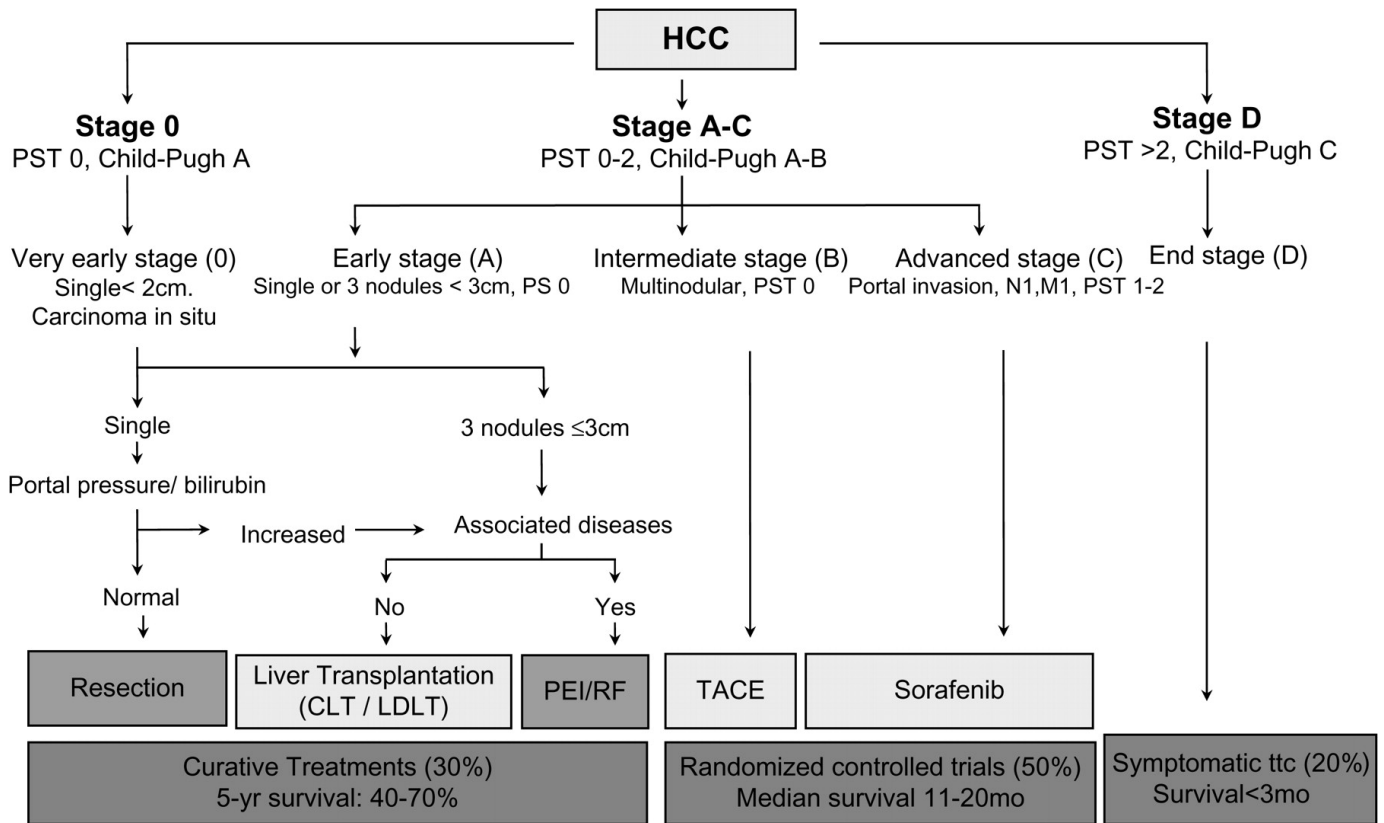 HCC
Stage 0
PST 0, Child-Pugh A
Stage A-C
PST 0-2, Child-Pugh A-B
Stage D
PST >2, Child-Pugh C
Very early stage (0)
Single< 2cm.
Carcinoma in situ
Early stage (A)
Single or 3 nodules < 3cm, PS 0
Intermediate stage (B)
Multinodular, PST 0
Advanced stage (C)
Portal invasion, N1,M1, PST 1-2
End stage (D)
Single
3 nodules ≤3cm
Portal pressure/ bilirubin
Increased
Associated diseases
Normal
No
Yes
Resection
Liver Transplantation
(CLT / LDLT)
PEI/RF
TACE
Sorafenib
Curative Treatments (30%)
5-yr survival: 40-70%
Randomized controlled trials (50%)
Median survival 11-20mo
Symptomatic ttc (20%)
Survival<3mo